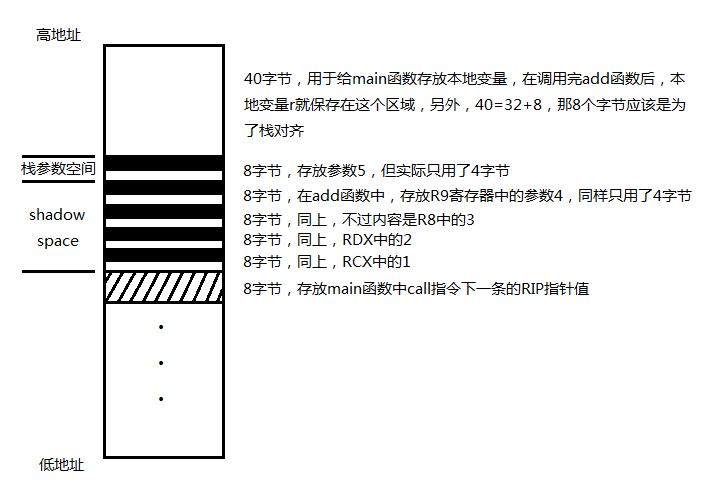 高地址
40字节，用于给main函数存放本地变量，在调用完add函数后，本
地变量r就保存在这个区域，另外，40=32+8，那8个字节应该是为
了栈对齐
栈参数空间
8字节，存放参数5，但实际只用了4字节
8字节，在add函数中，存放R9寄存器中的参数4，同样只用了4字节
shadow
space
8字节，同上，不过内容是R8中的3
8字节，同上，RDX中的2
8字节，同上，RCX中的1
8字节，存放main函数中call指令下一条的RIP指针值
低地址